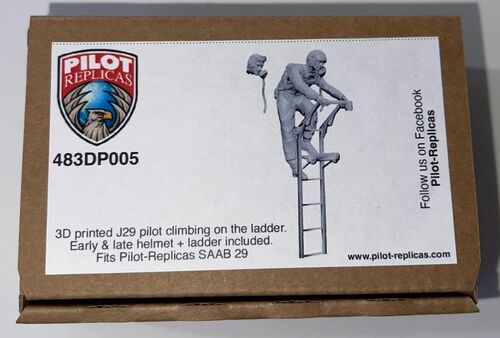 PILOT
REPLICAS
483DP005
3D printed J29 pilot climbing on the ladder.
Early & late helmet + ladder included.
Fits Pilot-Replicas SAAB 29
Follow us on Facebook
Pilot-Replicas
www.pilot-replicas.com